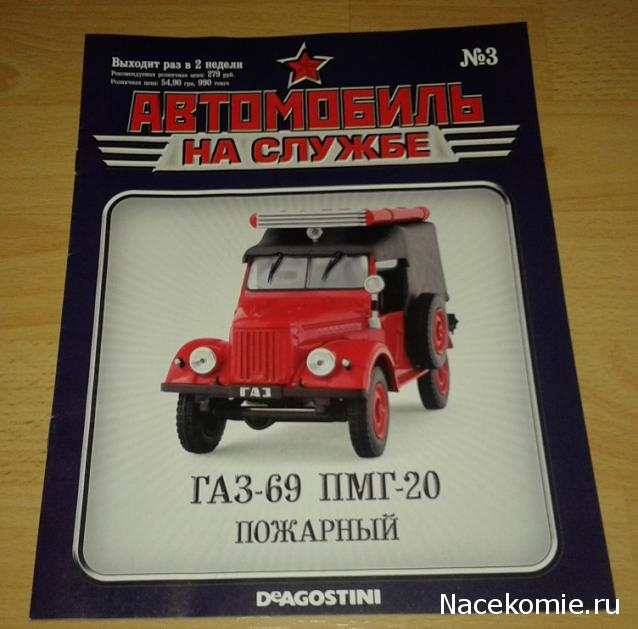 Выходит раз в 2 недели
Рекомендуемая розничная цена: 279 руб.
Розничная цена: 54,90 грн, 990 тенге
№3
АВТОМОБИЛЬ
НА СЛУЖБЕ
ГАЗ
ГАЗ-69 ПМГ-20
ПОЖАРНЫЙ
DeAGOSTINI
Nacekomie.ru